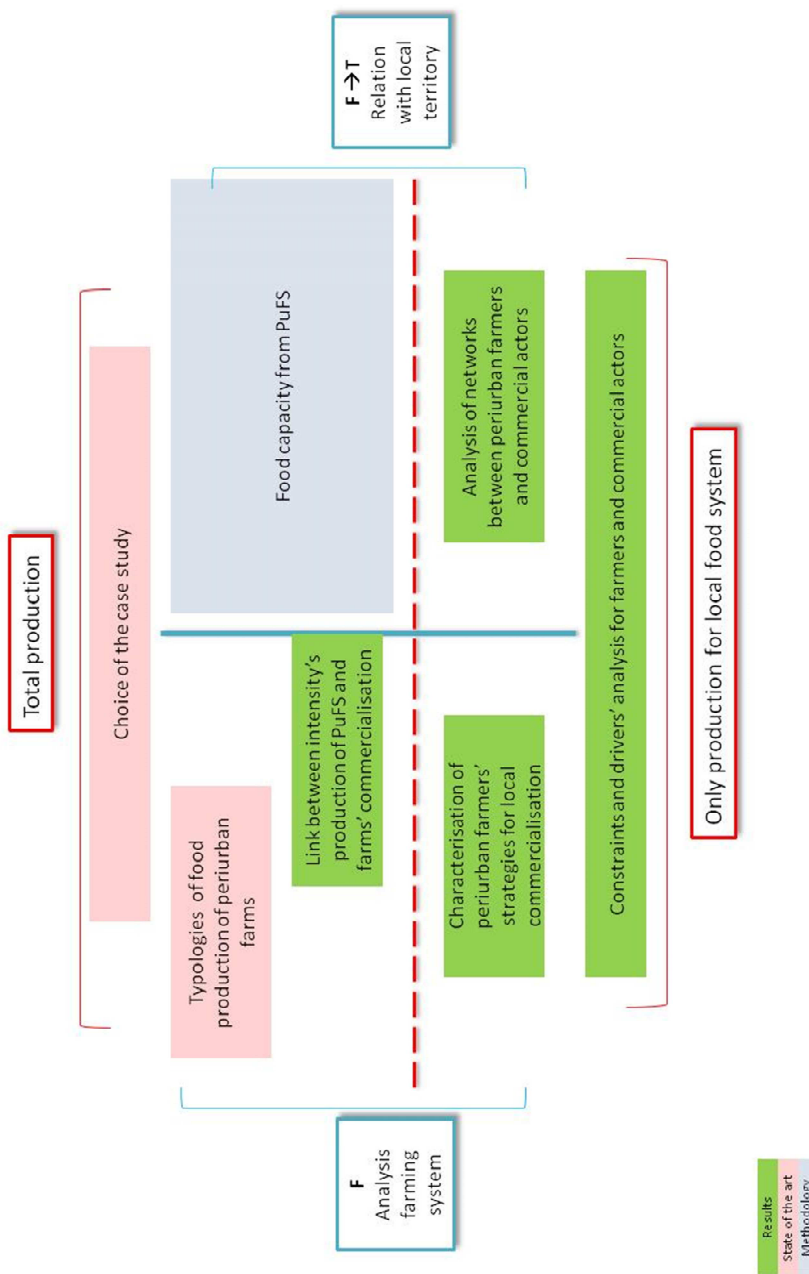 Total production
Choice of the case study
Typologies of food
production of periurban
farms
Food capacity from PuFS
Link between intensity's
production of PuFS and
farms' commercialisation
F
Analysis
farming
system
F → T
Relation
with local
territory
Characterisation of
periurban farmers'
strategies for local
commercialisation
Analysis of networks
between periurban farmers
and commercial actors
Constraints and drivers' analysis for farmers and commercial actors
Only production for local food system
Results
State of the art
Methodology